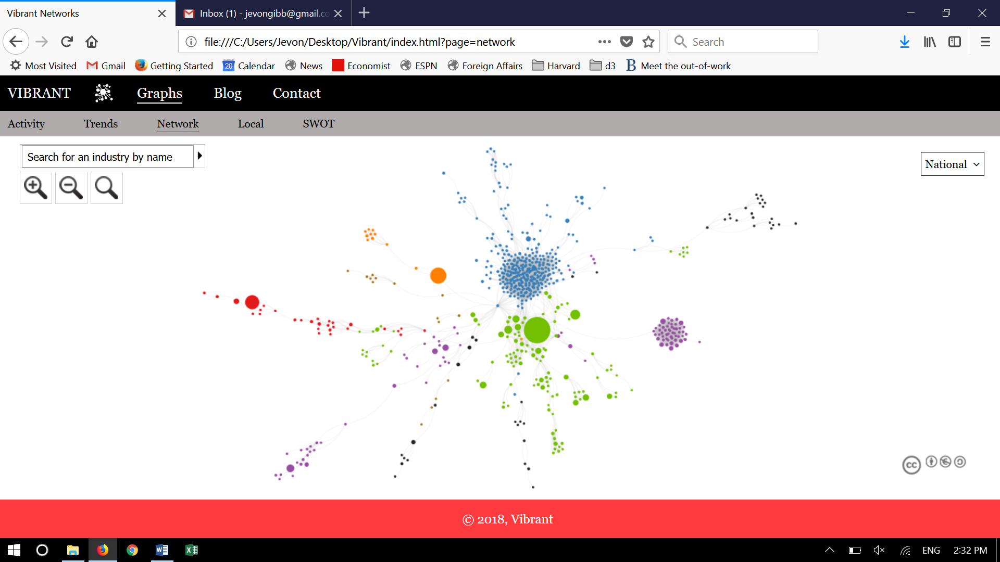 Vibrant Networks
Inbox (1) - jevongibb@gmail.co
file:///C:/Users/Jevon/Desktop/Vibrant/index.html?page=network
Search
Most Visited Gmail Getting Started 20 Calendar News Economist ESPN Foreign Affairs Harvard d3 B Meet the out-of-work
VIBRANT Graphs Blog Contact
Activity Trends Network Local SWOT
Search for an industry by name
National
cc
© 2018, Vibrant
ENG 2:32 PM